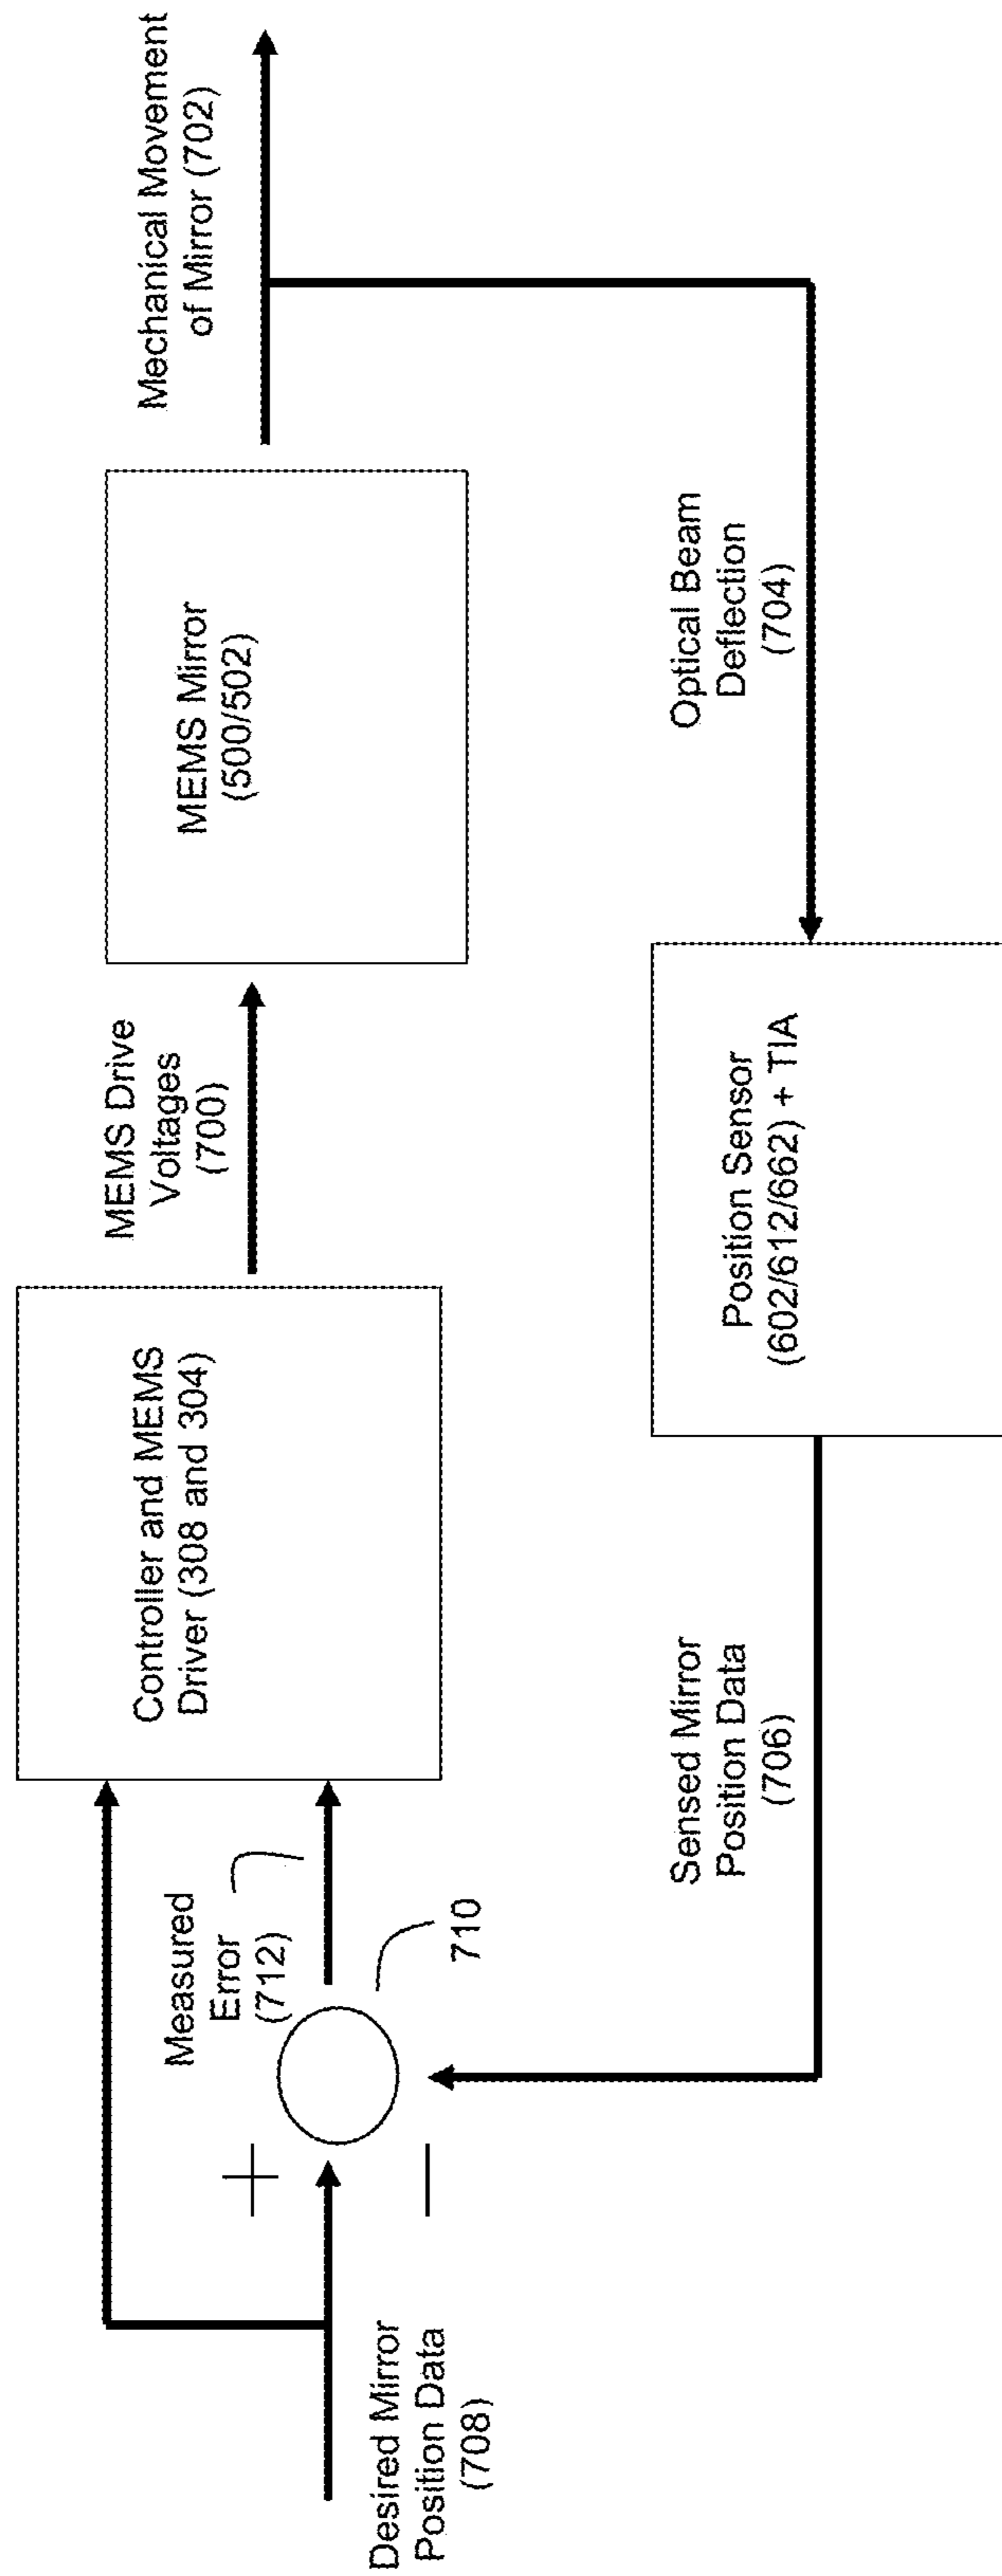 Desired Mirror
Position Data
(708)
+
−
Measured
Error
(712)
710
Controller and MEMS
Driver (308 and 304)
MEMS Drive
Voltages
(700)
MEMS Mirror
(500/502)
Mechanical Movement
of Mirror (702)
Optical Beam
Deflection
(704)
Position Sensor
(602/612/662) + TIA
Sensed Mirror
Position Data
(706)